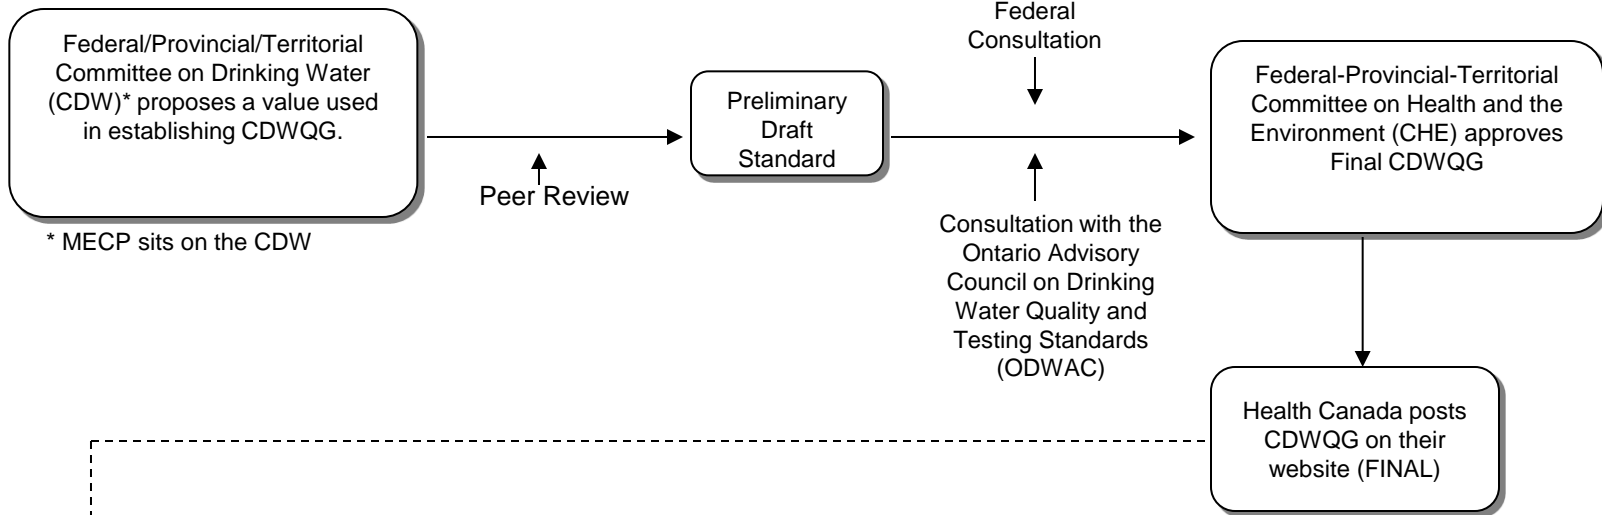 Federal/Provincial/Territorial
Committee on Drinking Water
(CDW)* proposes a value used
in establishing CDWQG.
* MECP sits on the CDW
Peer Review
Preliminary
Draft
Standard
Federal
Consultation
Consultation with the
Ontario Advisory
Council on Drinking
Water Quality and
Testing Standards
(ODWAC)
Federal-Provincial-Territorial
Committee on Health and the
Environment (CHE) approves
Final CDWQG
Health Canada posts
CDWQG on their
website (FINAL)